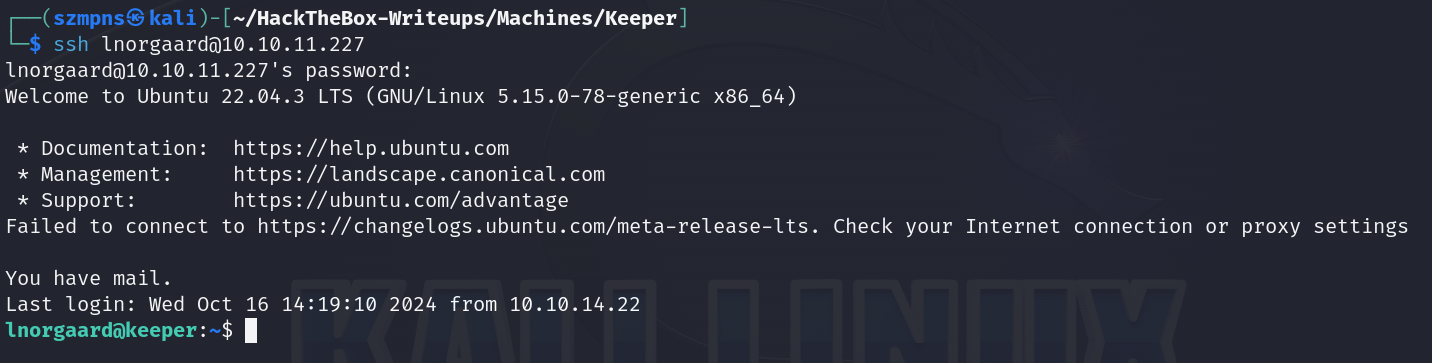 ┌──(szmpns㉿kali)-[~/HackTheBox-Writeups/Machines/Keeper]
└─$ ssh lnorgaard@10.10.11.227
lnorgaard@10.10.11.227's password:
Welcome to Ubuntu 22.04.3 LTS (GNU/Linux 5.15.0-78-generic x86_64)
 * Documentation:  https://help.ubuntu.com
 * Management:     https://landscape.canonical.com
 * Support:        https://ubuntu.com/advantage
Failed to connect to https://changelogs.ubuntu.com/meta-release-lts. Check your Internet connection or proxy settings
You have mail.
Last login: Wed Oct 16 14:19:10 2024 from 10.10.14.22
lnorgaard@keeper:~$
KALI LINUX